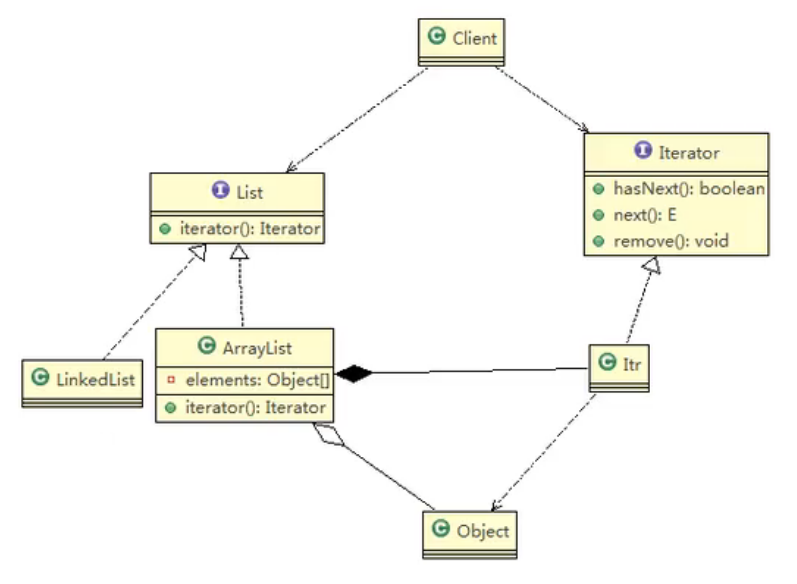 C Client
I Iterator
hasNext(): boolean
next(): E
remove(): void
I List
iterator(): Iterator
C ArrayList
elements: Object[]
iterator(): Iterator
C LinkedList
C Itr
C Object